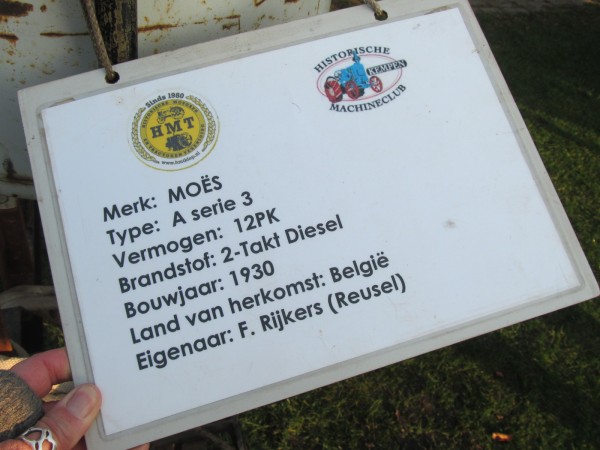 Sinds 1980
HMT
HISTORISCHE
KEMPEN
MACHINECLUB
Merk: MOËS
Type: A serie 3
Vermogen: 12PK
Brandstof: 2-Takt Diesel
Bouwjaar: 1930
Land van herkomst: België
Eigenaar: F. Rijkers (Reusel)